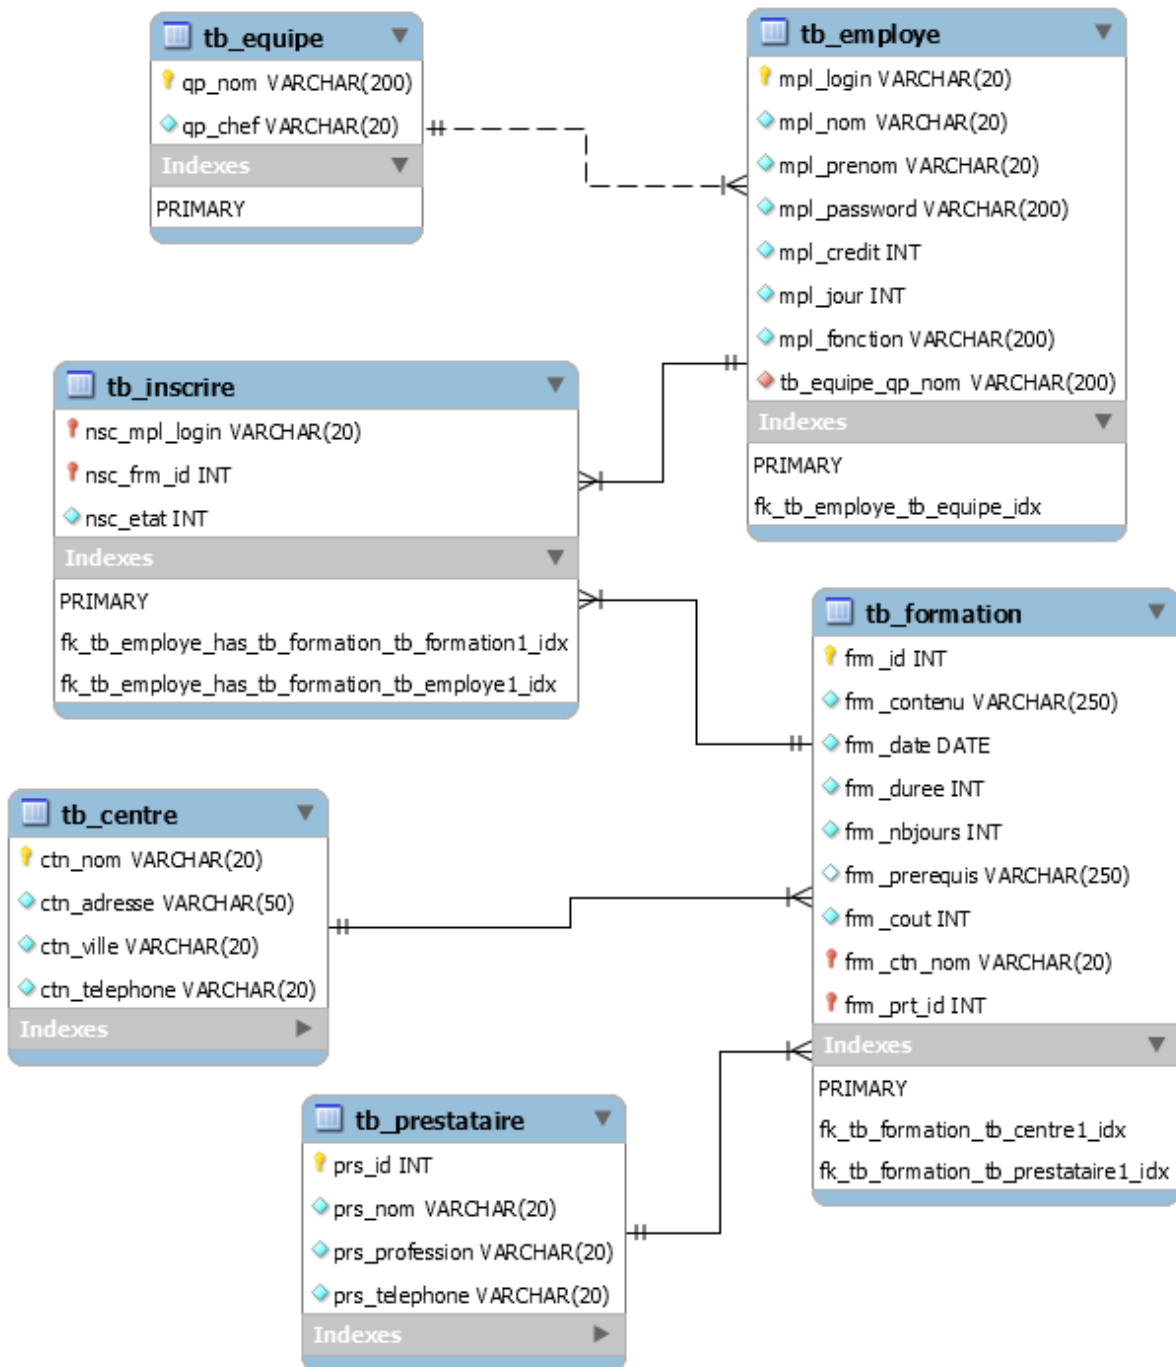 tb_equipe
qp_nom VARCHAR(200)
qp_chef VARCHAR(20)
Indexes
PRIMARY
tb_employe
mpl_login VARCHAR(20)
mpl_nom VARCHAR(20)
mpl_prenom VARCHAR(20)
mpl_password VARCHAR(200)
mpl_credit INT
mpl_jour INT
mpl_fonction VARCHAR(200)
tb_equipe_qp_nom VARCHAR(200)
Indexes
PRIMARY
fk_tb_employe_tb_equipe_idx
tb_inscrire
nsc_mpl_login VARCHAR(20)
nsc_frm_id INT
nsc_etat INT
Indexes
PRIMARY
fk_tb_employe_has_tb_formation_tb_formation1_idx
fk_tb_employe_has_tb_formation_tb_employe1_idx
tb_formation
frm_id INT
frm_contenu VARCHAR(250)
frm_date DATE
frm_duree INT
frm_nbjours INT
frm_prerequis VARCHAR(250)
frm_cout INT
frm_ctn_nom VARCHAR(20)
frm_prt_id INT
Indexes
PRIMARY
fk_tb_formation_tb_centre1_idx
fk_tb_formation_tb_prestataire1_idx
tb_centre
ctn_nom VARCHAR(20)
ctn_adresse VARCHAR(50)
ctn_ville VARCHAR(20)
ctn_telephone VARCHAR(20)
Indexes
tb_prestataire
prs_id INT
prs_nom VARCHAR(20)
prs_profession VARCHAR(20)
prs_telephone VARCHAR(20)
Indexes